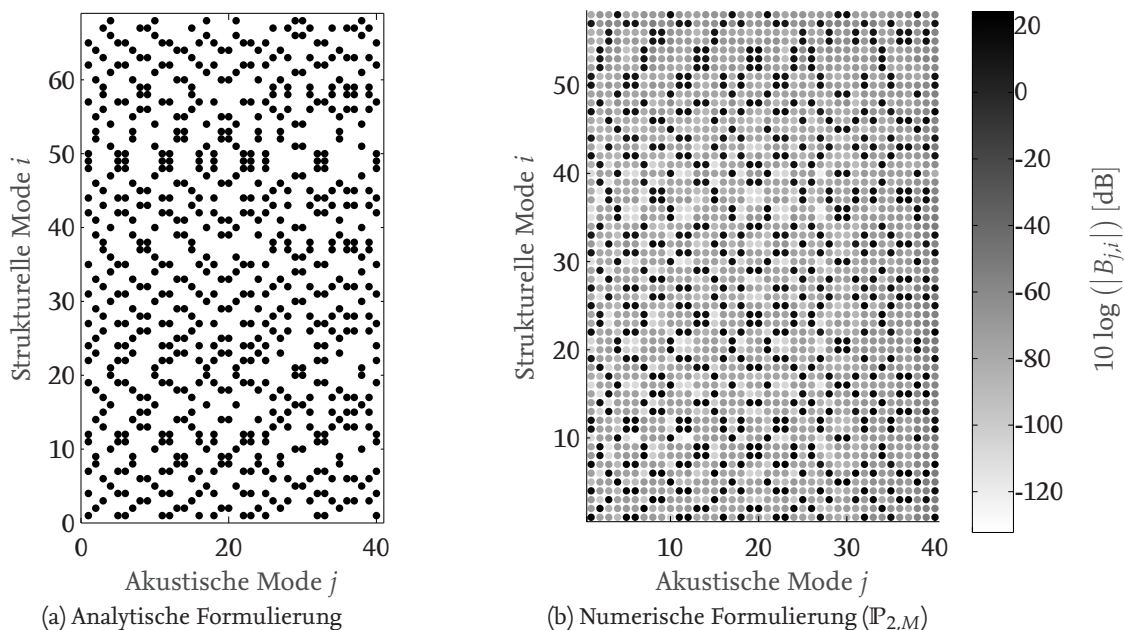 60
50
40
30
20
10
0
Strukturelle Mode i
0 20 40
Akustische Mode j
(a) Analytische Formulierung
50
40
30
20
10
Strukturelle Mode i
10 20 30 40
Akustische Mode j
(b) Numerische Formulierung (ℙ2,M)
20
0
-20
-40
-60
-80
-100
-120
10 log (|Bj,i|) [dB]